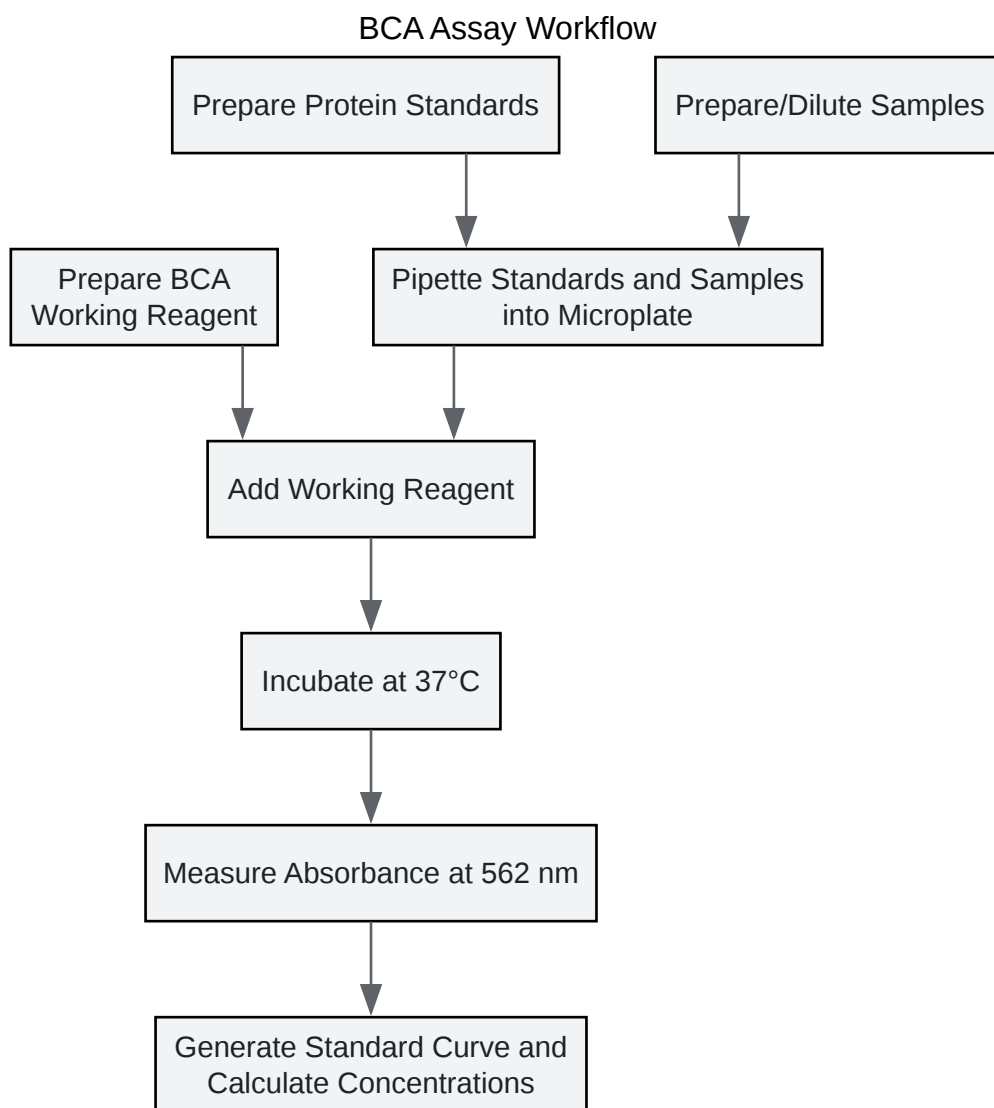 BCA Assay Workflow
Prepare Protein Standards
Prepare/Dilute Samples
Prepare BCA
Working Reagent
Pipette Standards and Samples
into Microplate
Add Working Reagent
Incubate at 37°C
Measure Absorbance at 562 nm
Generate Standard Curve and
Calculate Concentrations